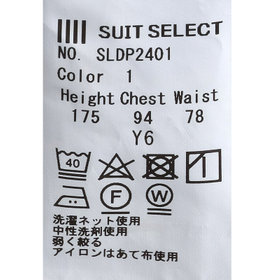 SUIT SELECT
NO. SLDP2401
Color 1
Height Chest Waist
175 94 78
Y6
40
F W
洗濯ネット使用
中性洗剤使用
弱く絞る
アイロンはあて布使用